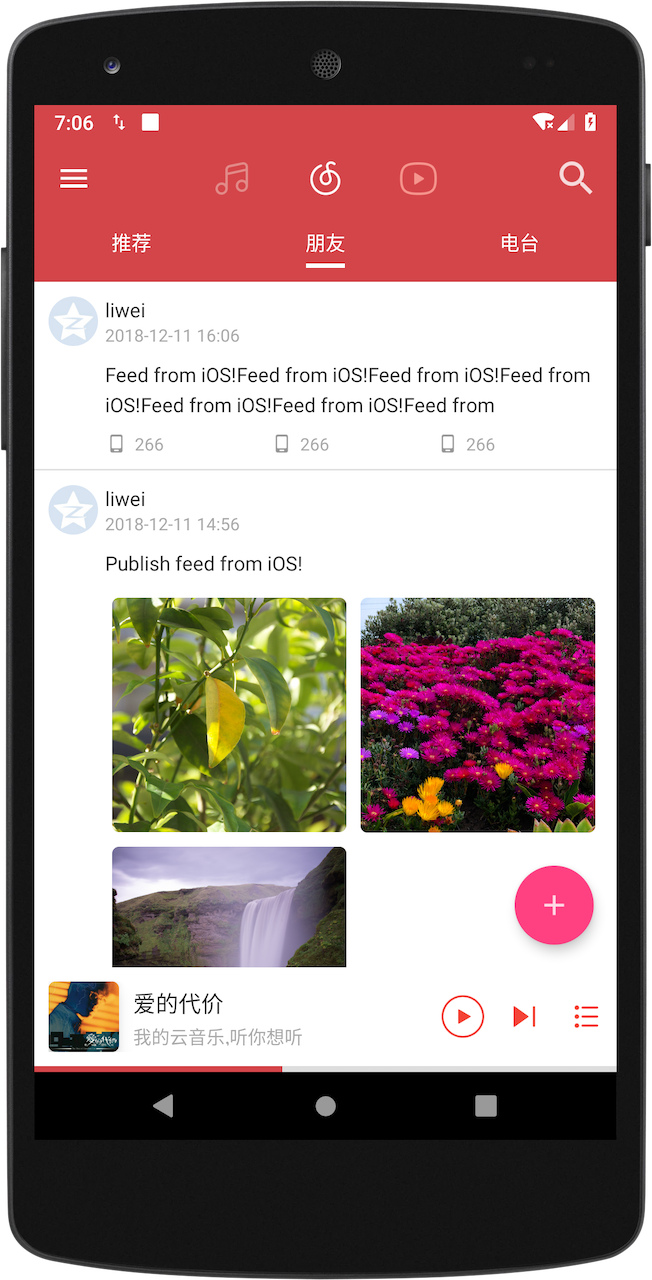 7:06
推荐
朋友
电台
liwei
2018-12-11 16:06
Feed from iOS!Feed from iOS!Feed from iOS!Feed from
iOS!Feed from iOS!Feed from iOS!Feed from
266
266
266
liwei
2018-12-11 14:56
Publish feed from iOS!
爱的代价
我的云音乐,听你想听